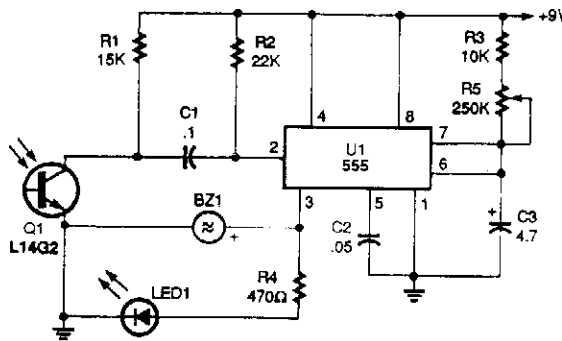 +9V
R1
15K
R2
22K
R3
10K
R5
250K
C1
.1
4
8
7
2
U1
555
6
3
5
1
Q1
L14G2
BZ1
+
C2
.05
+
C3
4.7
R4
470Ω
LED1